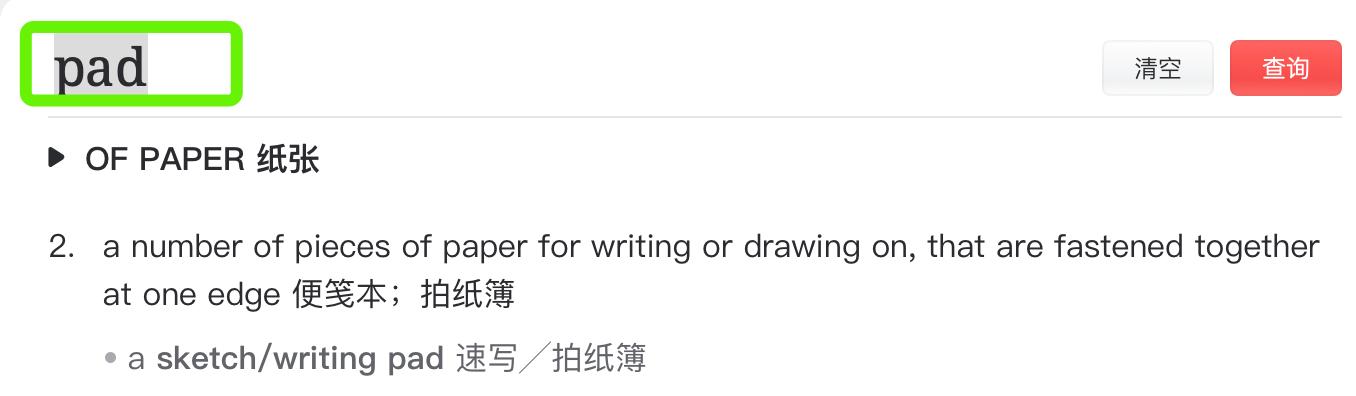 pad
清空
查询
▶ OF PAPER 纸张
2. a number of pieces of paper for writing or drawing on, that are fastened together
at one edge 便笺本；拍纸簿
• a sketch/writing pad 速写／拍纸簿